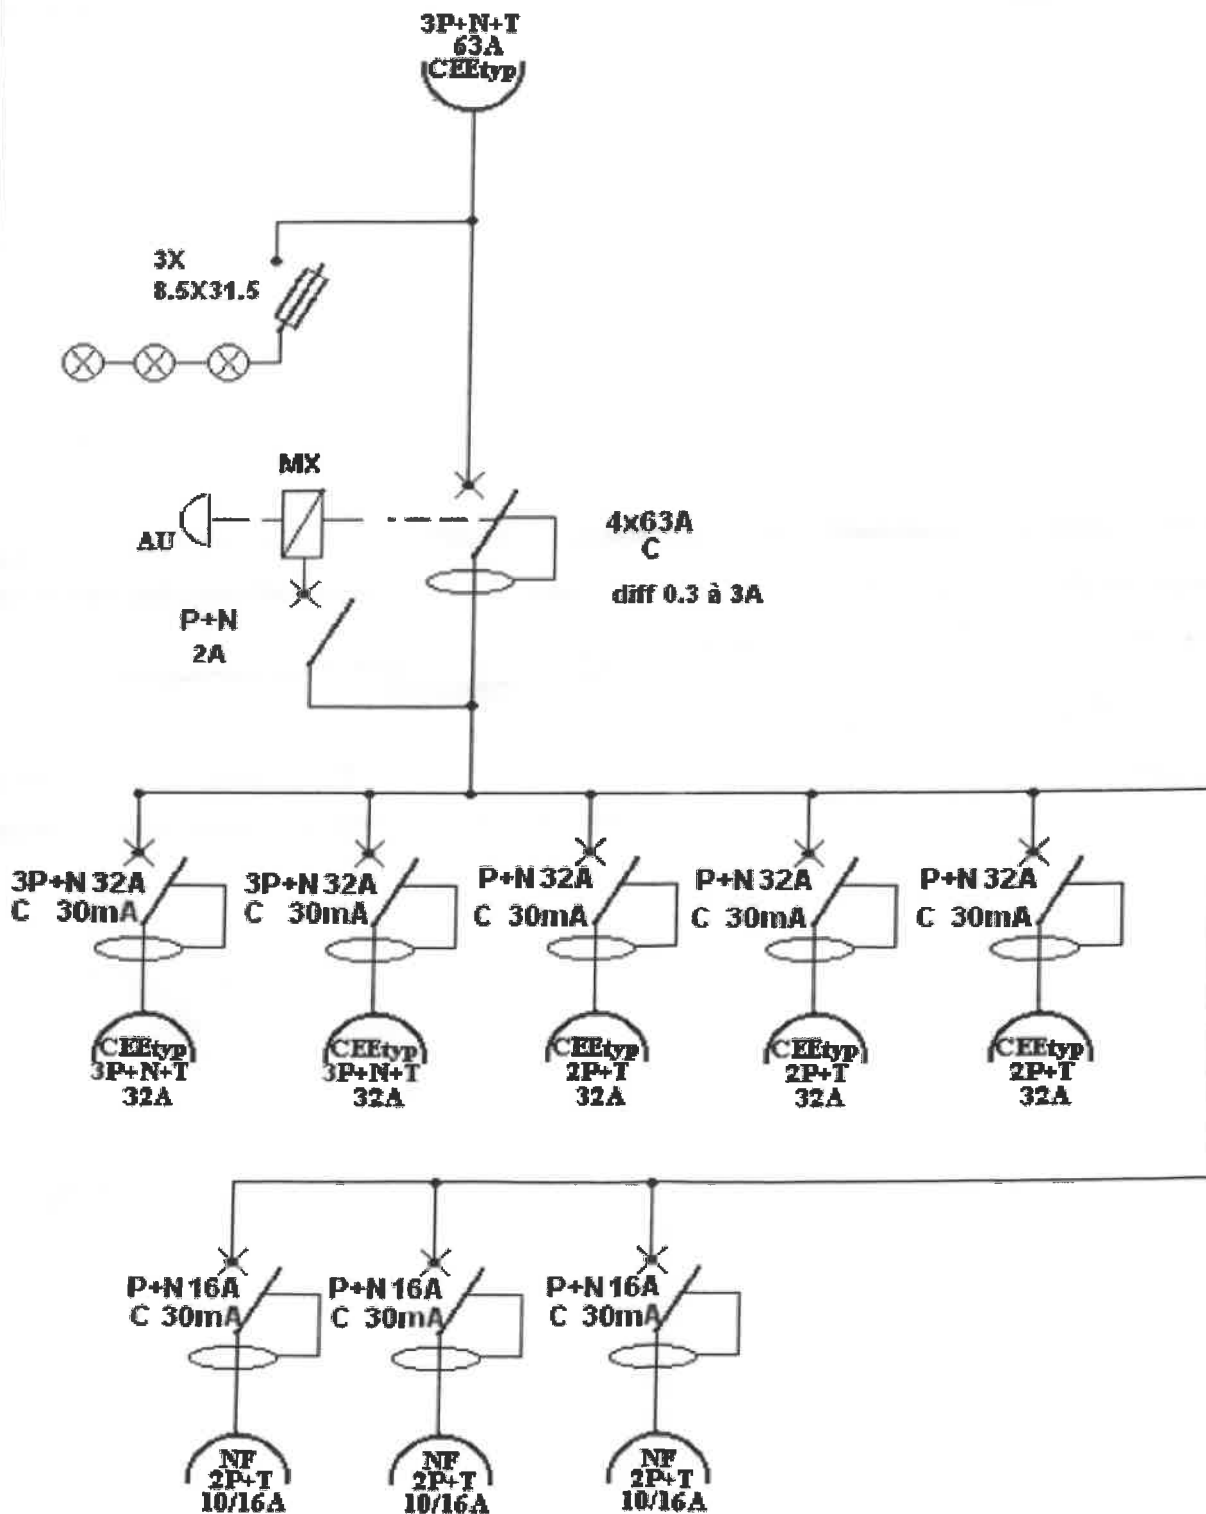 3P+N+T
63A
CEEtyp
3X
8.5X31.5
MX
AU
4x63A
C
diff 0.3 à 3A
P+N
2A
3P+N 32A
C 30mA
3P+N 32A
C 30mA
P+N 32A
C 30mA
P+N 32A
C 30mA
P+N 32A
C 30mA
CEEtyp
3P+N+T
32A
CEEtyp
3P+N+T
32A
CEEtyp
2P+T
32A
CEEtyp
2P+T
32A
CEEtyp
2P+T
32A
P+N 16A
C 30mA
P+N 16A
C 30mA
P+N 16A
C 30mA
NF
2P+T
10/16A
NF
2P+T
10/16A
NF
2P+T
10/16A